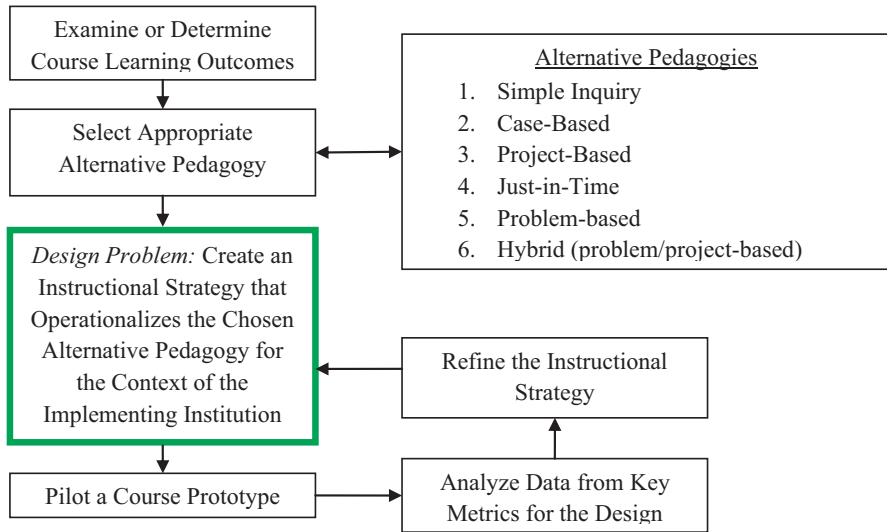 Examine or Determine
Course Learning Outcomes
Select Appropriate
Alternative Pedagogy
Alternative Pedagogies
1. Simple Inquiry
2. Case-Based
3. Project-Based
4. Just-in-Time
5. Problem-based
6. Hybrid (problem/project-based)
Design Problem: Create an
Instructional Strategy that
Operationalizes the Chosen
Alternative Pedagogy for
the Context of the
Implementing Institution
Refine the Instructional
Strategy
Pilot a Course Prototype
Analyze Data from Key
Metrics for the Design